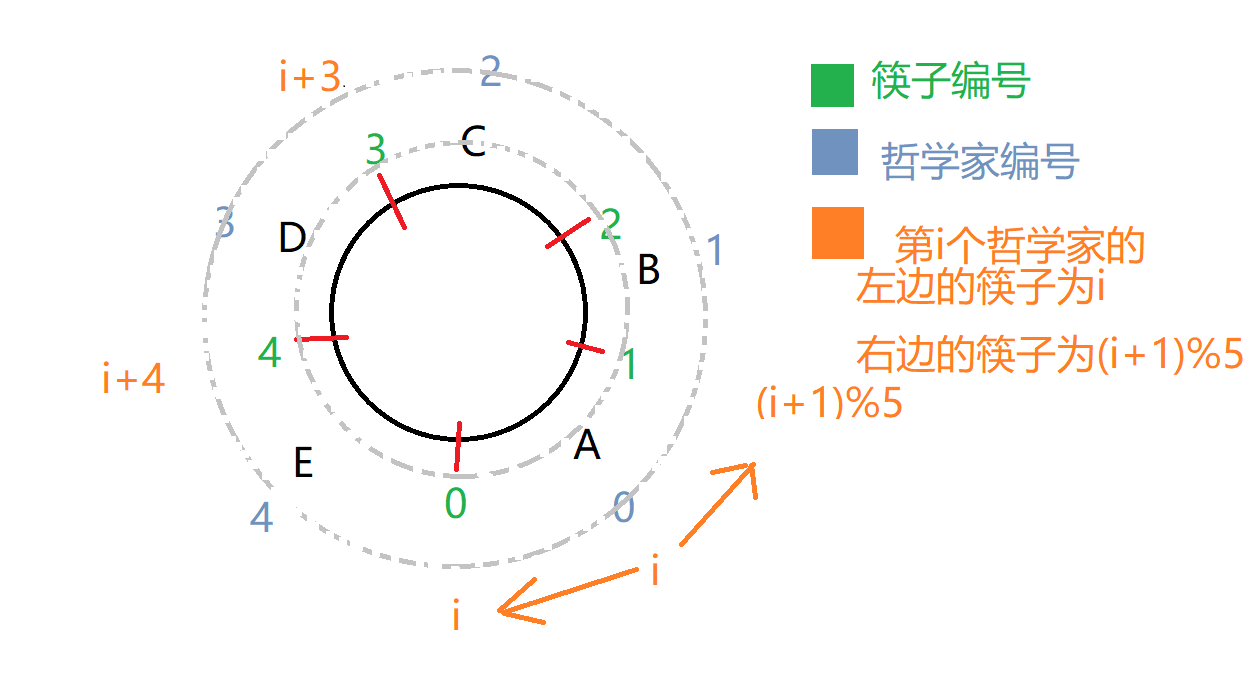 i+3
2
C
3
3
D
2
B
1
4
1
i+4
E
A
4
0
0
i
i
(i+1)%5
筷子编号
哲学家编号
第i个哲学家的
左边的筷子为i
右边的筷子为(i+1)%5